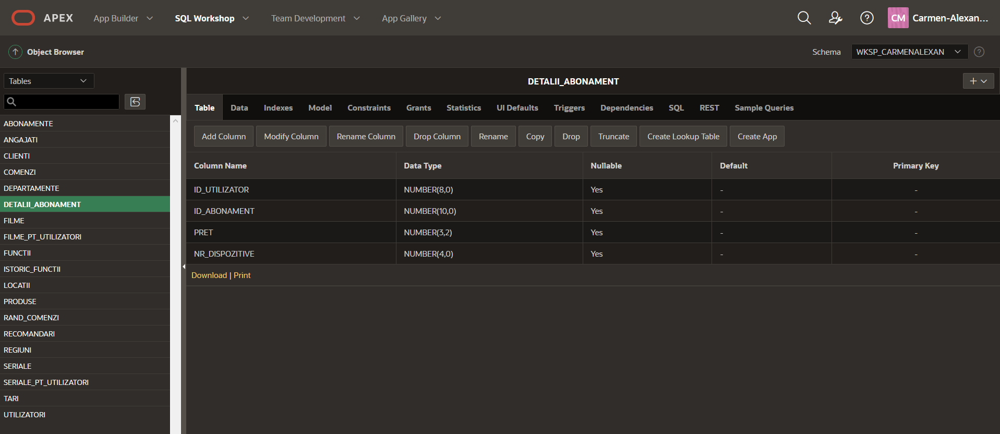 APEX App Builder SQL Workshop Team Development App Gallery CM Carmen-Alexan...
Object Browser Schema WKSP_CARMENALEXAN
Tables
DETALII_ABONAMENT
Table Data Indexes Model Constraints Grants Statistics UI Defaults Triggers Dependencies SQL REST Sample Queries
Add Column Modify Column Rename Column Drop Column Rename Copy Drop Truncate Create Lookup Table Create App
Column Name Data Type Nullable Default Primary Key
ID_UTILIZATOR NUMBER(8,0) Yes - -
ID_ABONAMENT NUMBER(10,0) Yes - -
PRET NUMBER(3,2) Yes - -
NR_DISPOZITIVE NUMBER(4,0) Yes - -
Download | Print
ABONAMENTE
ANGAJATI
CLIENTI
COMENZI
DEPARTAMENTE
DETALII_ABONAMENT
FILME
FILME_PT_UTILIZATORI
FUNCTII
ISTORIC_FUNCTII
LOCATII
PRODUSE
RAND_COMENZI
RECOMANDARI
REGIUNI
SERIALE
SERIALE_PT_UTILIZATORI
TARI
UTILIZATORI